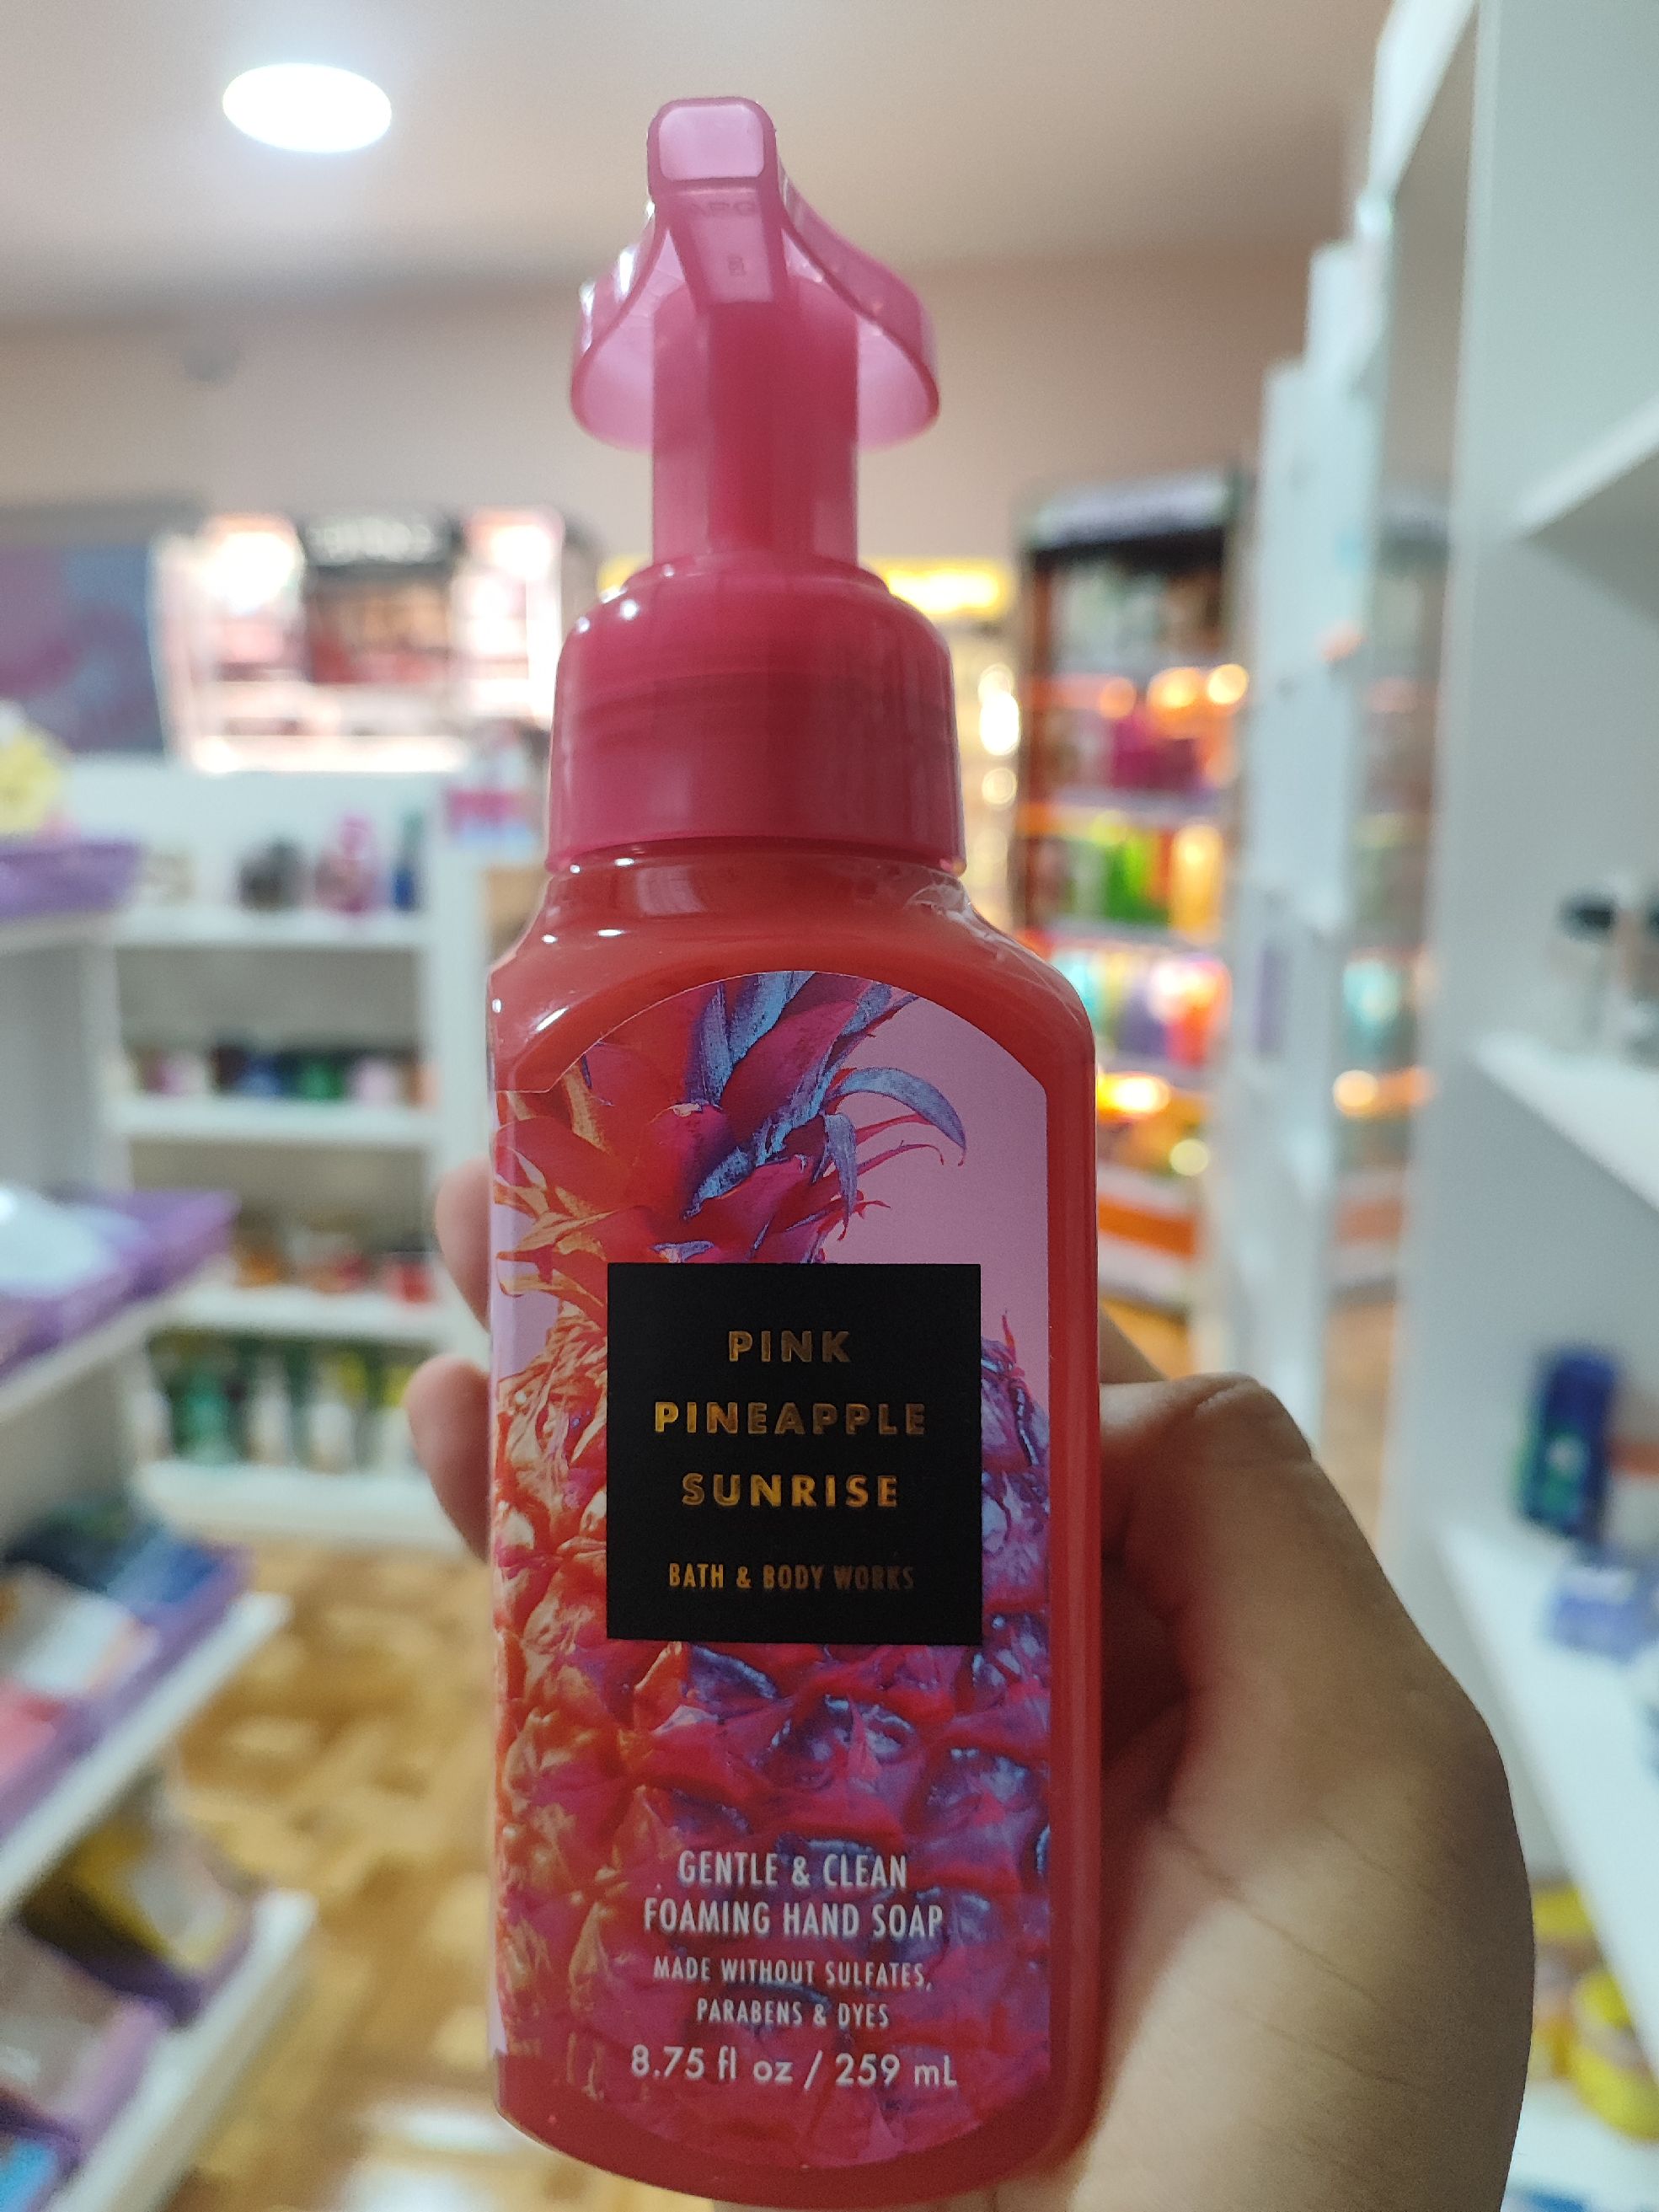 PINK
PINEAPPLE
SUNRISE
BATH & BODY WORKS
GENTLE & CLEAN
FOAMING HAND SOAP
MADE WITHOUT SULFATES,
PARABENS & DYES
8.75 fl oz / 259 mL